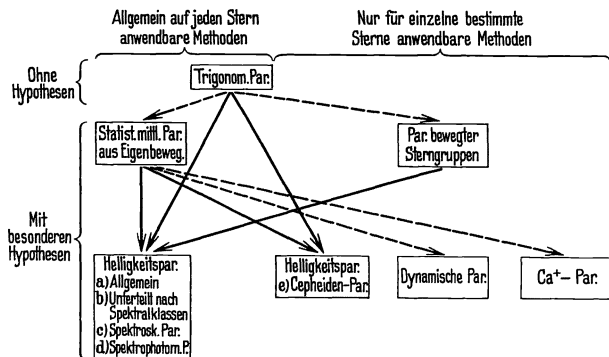 Allgemein auf jeden Stern
anwendbare Methoden
Nur für einzelne bestimmte
Sterne anwendbare Methoden
Ohne
Hypothesen
Trigonom. Par.
Statist. mittl. Par.
aus Eigenbeweg.
Par. bewegter
Sterngruppen
Mit
besonderen
Hypothesen
Helligkeitspar.
a) Allgemein
b) Unterteilt nach
Spektralklassen
c) Spektrosk. Par.
d) Spektrophotom. P.
Helligkeitspar.
e) Cepheiden-Par.
Dynamische Par.
Ca⁺– Par.